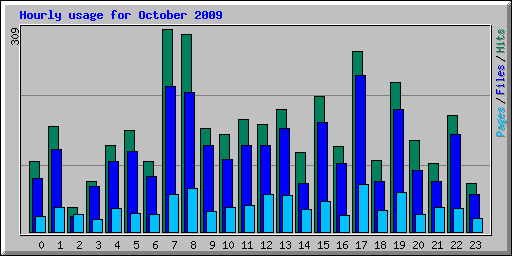 Hourly usage for October 2009
309
Pages / Files / Hits
0 1 2 3 4 5 6 7 8 9 10 11 12 13 14 15 16 17 18 19 20 21 22 23